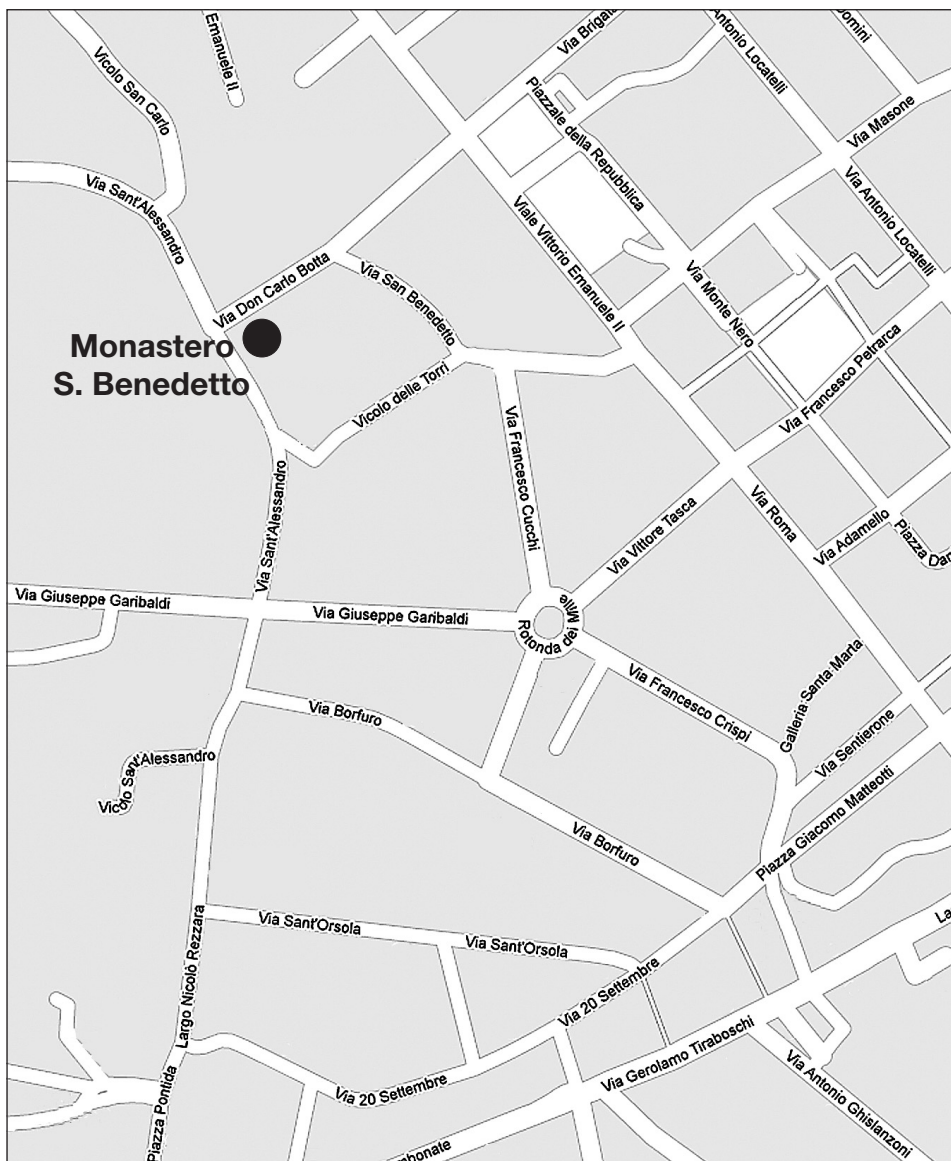 Emanuele II
Via Brigata
Antonio Locatelli
Domini
Vicolo San Carlo
Piazzale della Repubblica
Via Masone
Via Sant'Alessandro
Viale Vittorio Emanuele II
Via Antonio Locatelli
Via Don Carlo Botta
Via San Benedetto
Via Monte Nero
Monastero
S. Benedetto
Vicolo delle Torri
Via Francesco Petrarca
Via Francesco Cucchi
Via Sant'Alessandro
Via Vittore Tasca
Via Roma
Via Adamello
Piazza Dan
Via Giuseppe Garibaldi
Via Giuseppe Garibaldi
Rotonda dei Mille
Via Francesco Crispi
Galleria Santa Marta
Via Sentierone
Via Borfuro
Vicolo Sant'Alessandro
Piazza Giacomo Matteotti
Via Borfuro
Largo Nicolò Rezzara
Via Sant'Orsola
Via Sant'Orsola
La
Via 20 Settembre
Via Gerolamo Tiraboschi
Via 20 Settembre
Via Antonio Ghislanzoni
Piazza Pontida
mbonate